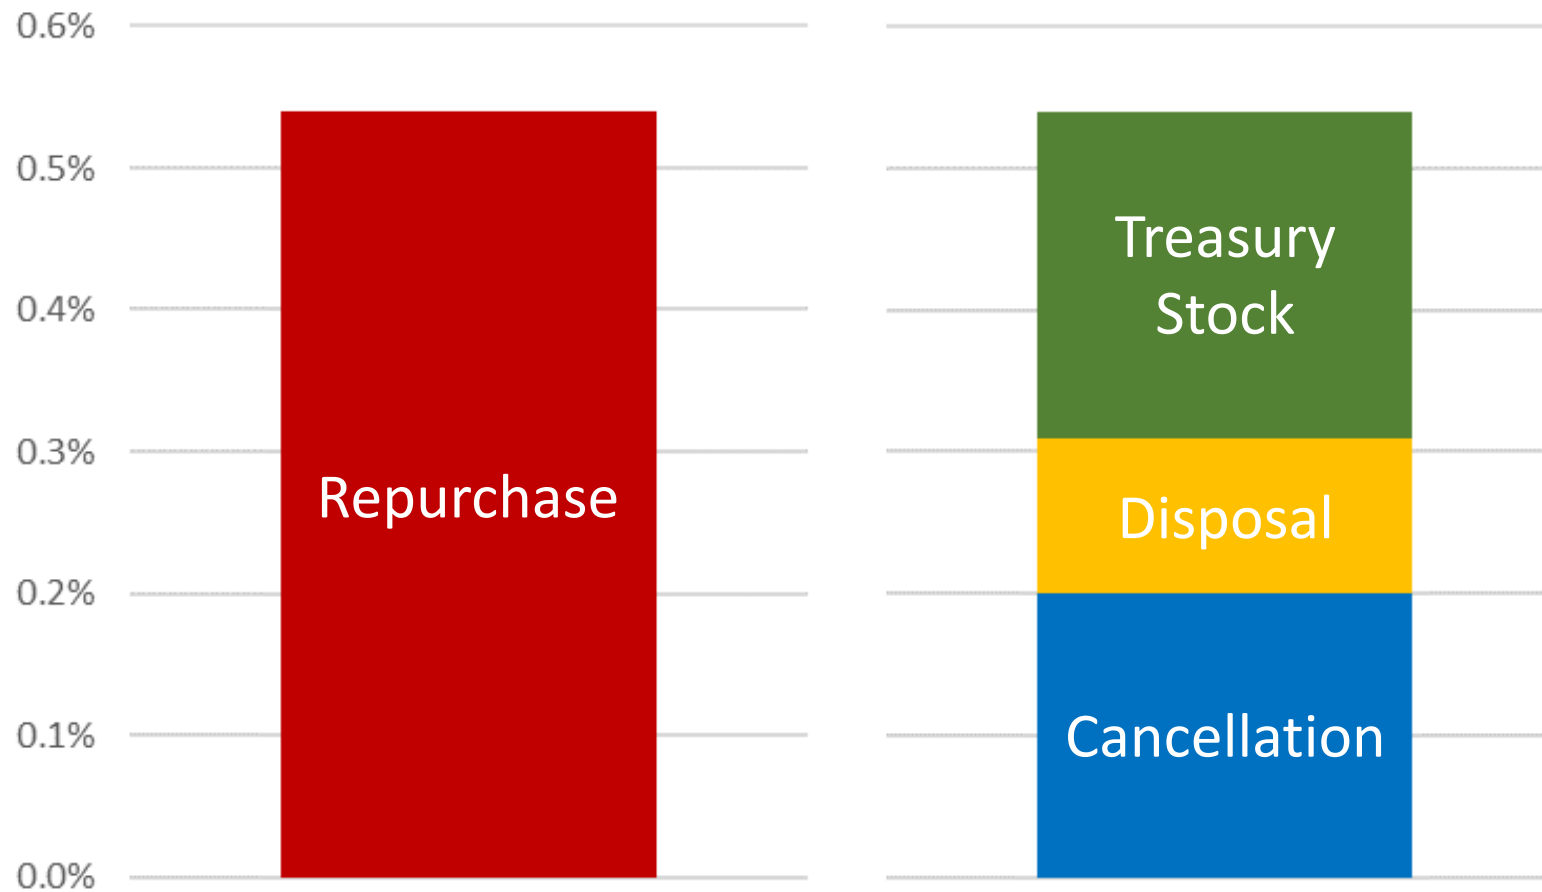 0.6%
0.5%
0.4%
0.3%
0.2%
0.1%
0.0%
Repurchase
Treasury
Stock
Disposal
Cancellation